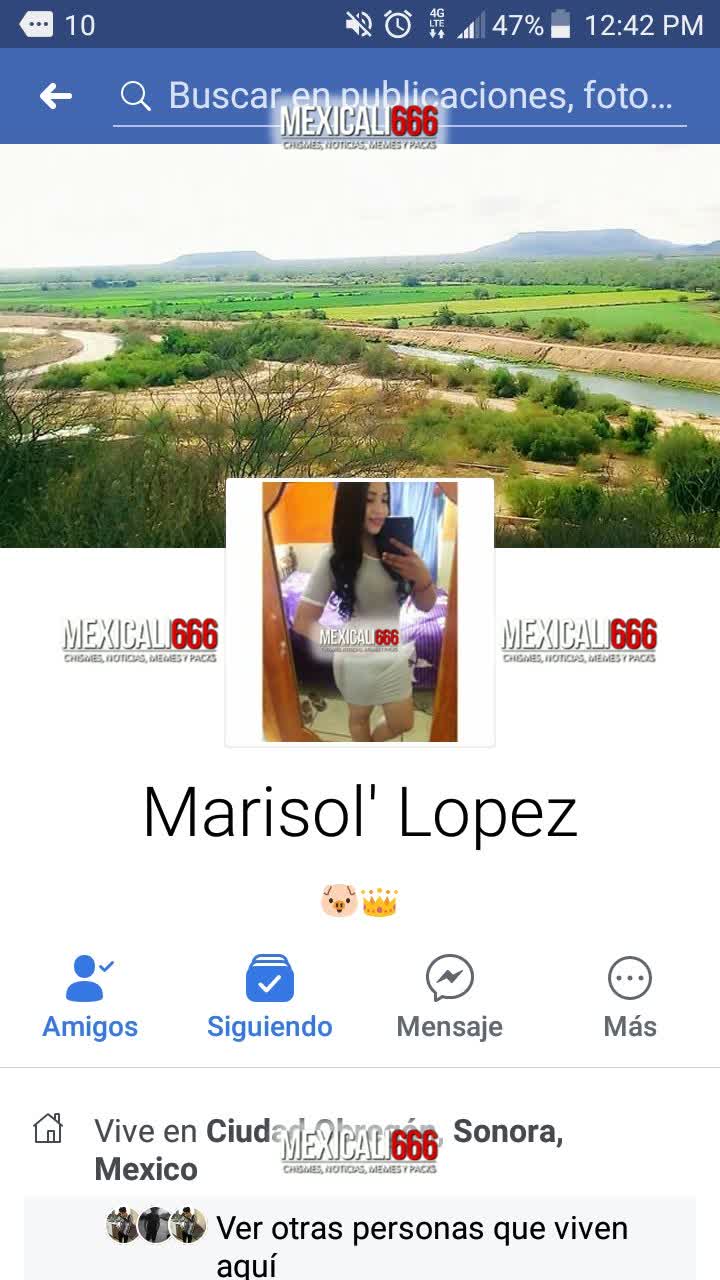 10
4G
LTE
47%
12:42 PM
Buscar en publicaciones, foto...
MEXICALI666
CHISMES, NOTICIAS, MEMES Y PACKS
MEXICALI666
MEXICALI666
CHISMES, NOTICIAS, MEMES Y PACKS
MEXICALI666
CHISMES, NOTICIAS, MEMES Y PACKS
Marisol' Lopez
Amigos
Siguiendo
Mensaje
Más
Vive en Ciudad Obregón, Sonora,
MEXICALI666
CHISMES, NOTICIAS, MEMES Y PACKS
Mexico
Ver otras personas que viven
aquí